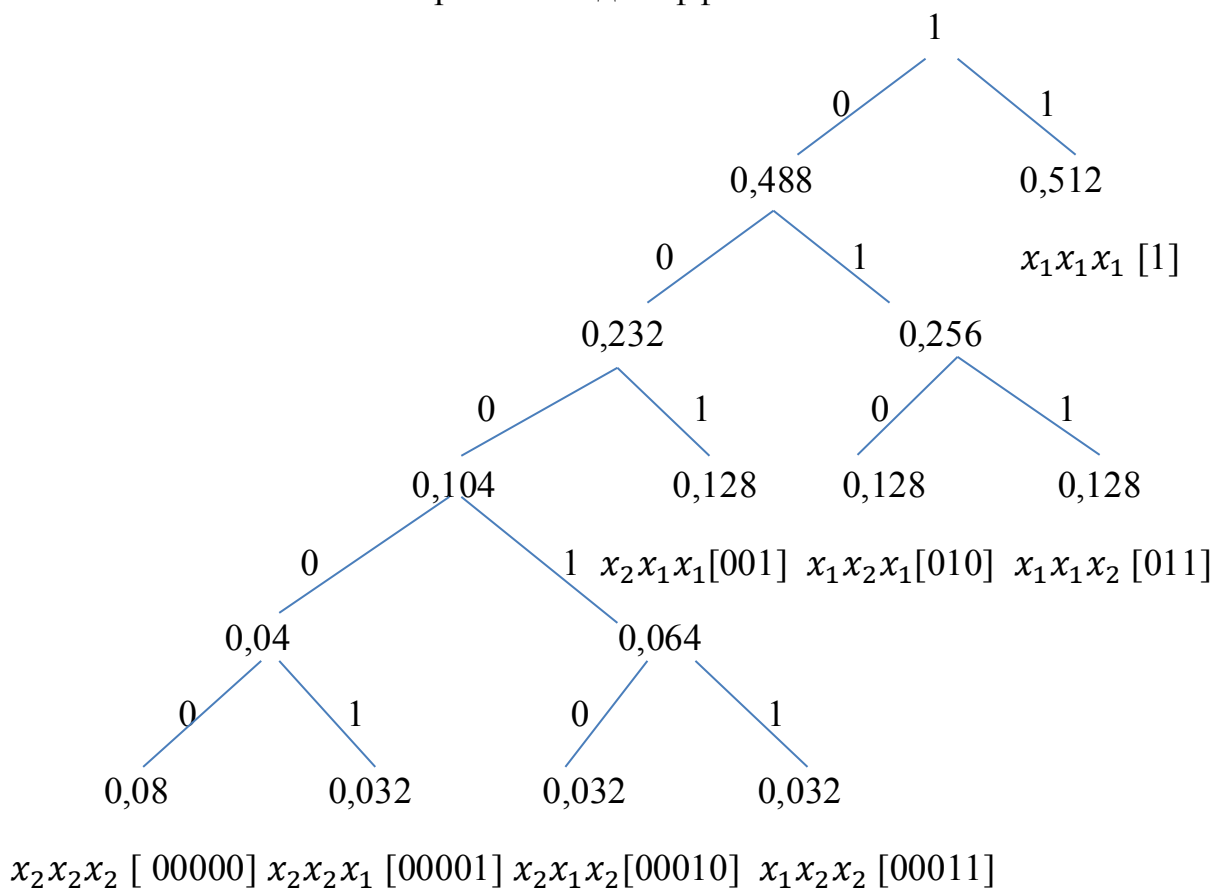 1
0 1
0,488 0,512
0 1 𝑥₁𝑥₁𝑥₁ [1]
0,232 0,256
0 1 0 1
0,104 0,128 0,128 0,128
0 1 𝑥₂𝑥₁𝑥₁[001] 𝑥₁𝑥₂𝑥₁[010] 𝑥₁𝑥₁𝑥₂ [011]
0,04 0,064
0 1 0 1
0,08 0,032 0,032 0,032
𝑥₂𝑥₂𝑥₂ [ 00000] 𝑥₂𝑥₂𝑥₁ [00001] 𝑥₂𝑥₁𝑥₂[00010] 𝑥₁𝑥₂𝑥₂ [00011]